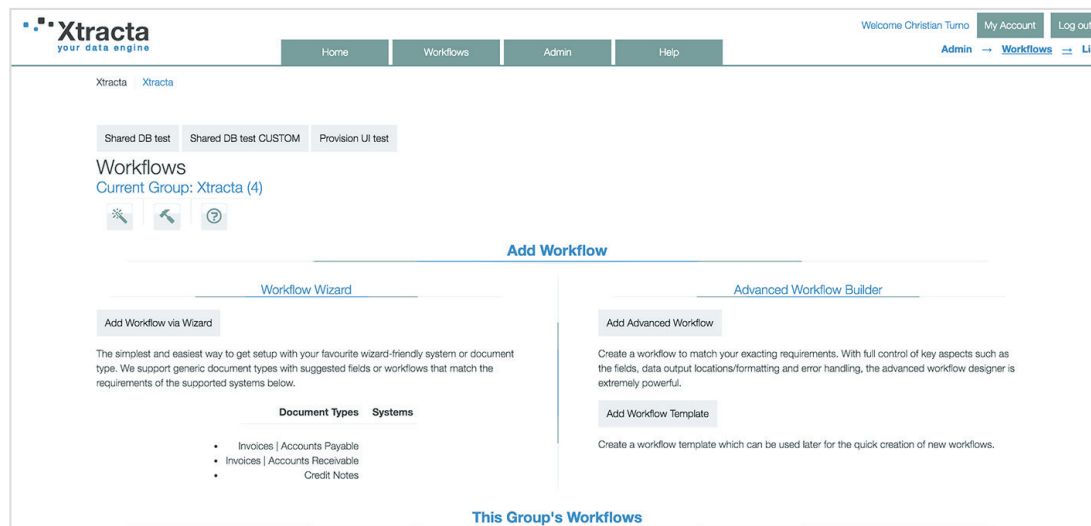 Xtracta
your data engine
Welcome Christian Turno My Account Log out
Home Workflows Admin Help
Admin → Workflows →
Xtracta Xtracta
Shared DB test Shared DB test CUSTOM Provision UI test
Workflows
Current Group: Xtracta (4)
Add Workflow
Workflow Wizard
Add Workflow via Wizard
The simplest and easiest way to get setup with your favourite wizard-friendly system or document
type. We support generic document types with suggested fields or workflows that match the
requirements of the supported systems below.
Document Types Systems
• Invoices | Accounts Payable
• Invoices | Accounts Receivable
• Credit Notes
Advanced Workflow Builder
Add Advanced Workflow
Create a workflow to match your exacting requirements. With full control of key aspects such as
the fields, data output locations/formatting and error handling, the advanced workflow designer is
extremely powerful.
Add Workflow Template
Create a workflow template which can be used later for the quick creation of new workflows.
This Group's Workflows